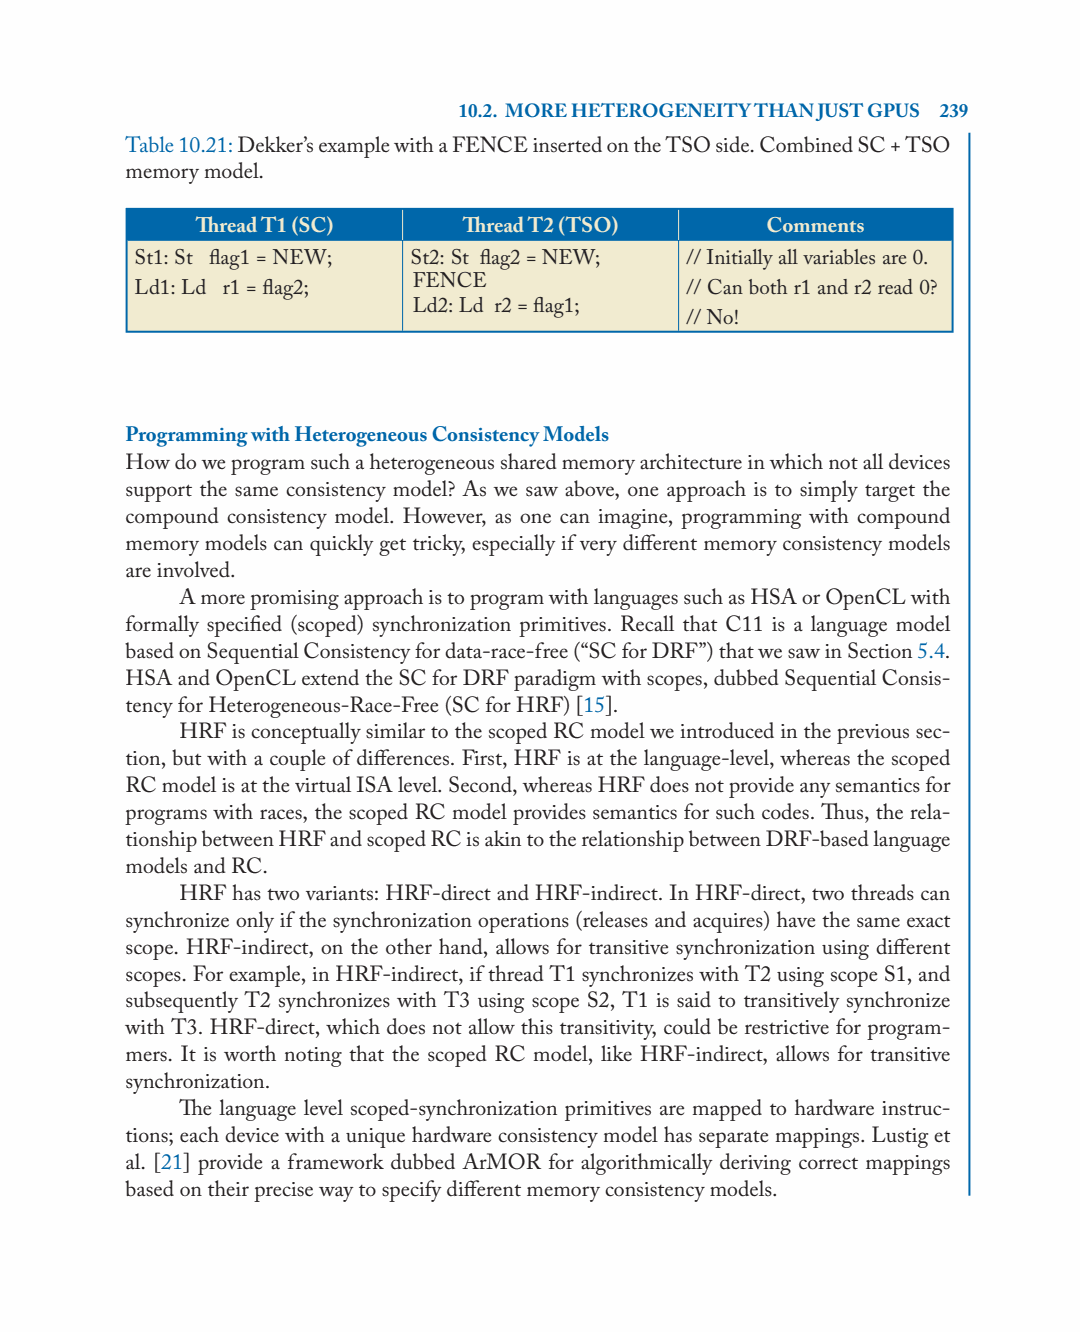 10.2. MORE HETEROGENEITY THAN JUST GPUS 239
Table 10.21: Dekker’s example with a FENCE inserted on the TSO side. Combined SC + TSO
memory model.
Thread T1 (SC) Thread T2 (TSO) Comments
St1: St flag1 = NEW; St2: St flag2 = NEW; // Initially all variables are 0.
FENCE
Ld1: Ld r1 = flag2; // Can both r1 and r2 read 0?
Ld2: Ld r2 = flag1;
// No!
Programming with Heterogeneous Consistency Models
How do we program such a heterogeneous shared memory architecture in which not all devices
support the same consistency model? As we saw above, one approach is to simply target the
compound consistency model. However, as one can imagine, programming with compound
memory models can quickly get tricky, especially if very different memory consistency models
are involved.
A more promising approach is to program with languages such as HSA or OpenCL with
formally specified (scoped) synchronization primitives. Recall that C11 is a language model
based on Sequential Consistency for data-race-free (“SC for DRF”) that we saw in Section 5.4.
HSA and OpenCL extend the SC for DRF paradigm with scopes, dubbed Sequential Consis-
tency for Heterogeneous-Race-Free (SC for HRF) [15].
HRF is conceptually similar to the scoped RC model we introduced in the previous sec-
tion, but with a couple of differences. First, HRF is at the language-level, whereas the scoped
RC model is at the virtual ISA level. Second, whereas HRF does not provide any semantics for
programs with races, the scoped RC model provides semantics for such codes. Thus, the rela-
tionship between HRF and scoped RC is akin to the relationship between DRF-based language
models and RC.
HRF has two variants: HRF-direct and HRF-indirect. In HRF-direct, two threads can
synchronize only if the synchronization operations (releases and acquires) have the same exact
scope. HRF-indirect, on the other hand, allows for transitive synchronization using different
scopes. For example, in HRF-indirect, if thread T1 synchronizes with T2 using scope S1, and
subsequently T2 synchronizes with T3 using scope S2, T1 is said to transitively synchronize
with T3. HRF-direct, which does not allow this transitivity, could be restrictive for program-
mers. It is worth noting that the scoped RC model, like HRF-indirect, allows for transitive
synchronization.
The language level scoped-synchronization primitives are mapped to hardware instruc-
tions; each device with a unique hardware consistency model has separate mappings. Lustig et
al. [21] provide a framework dubbed ArMOR for algorithmically deriving correct mappings
based on their precise way to specify different memory consistency models.